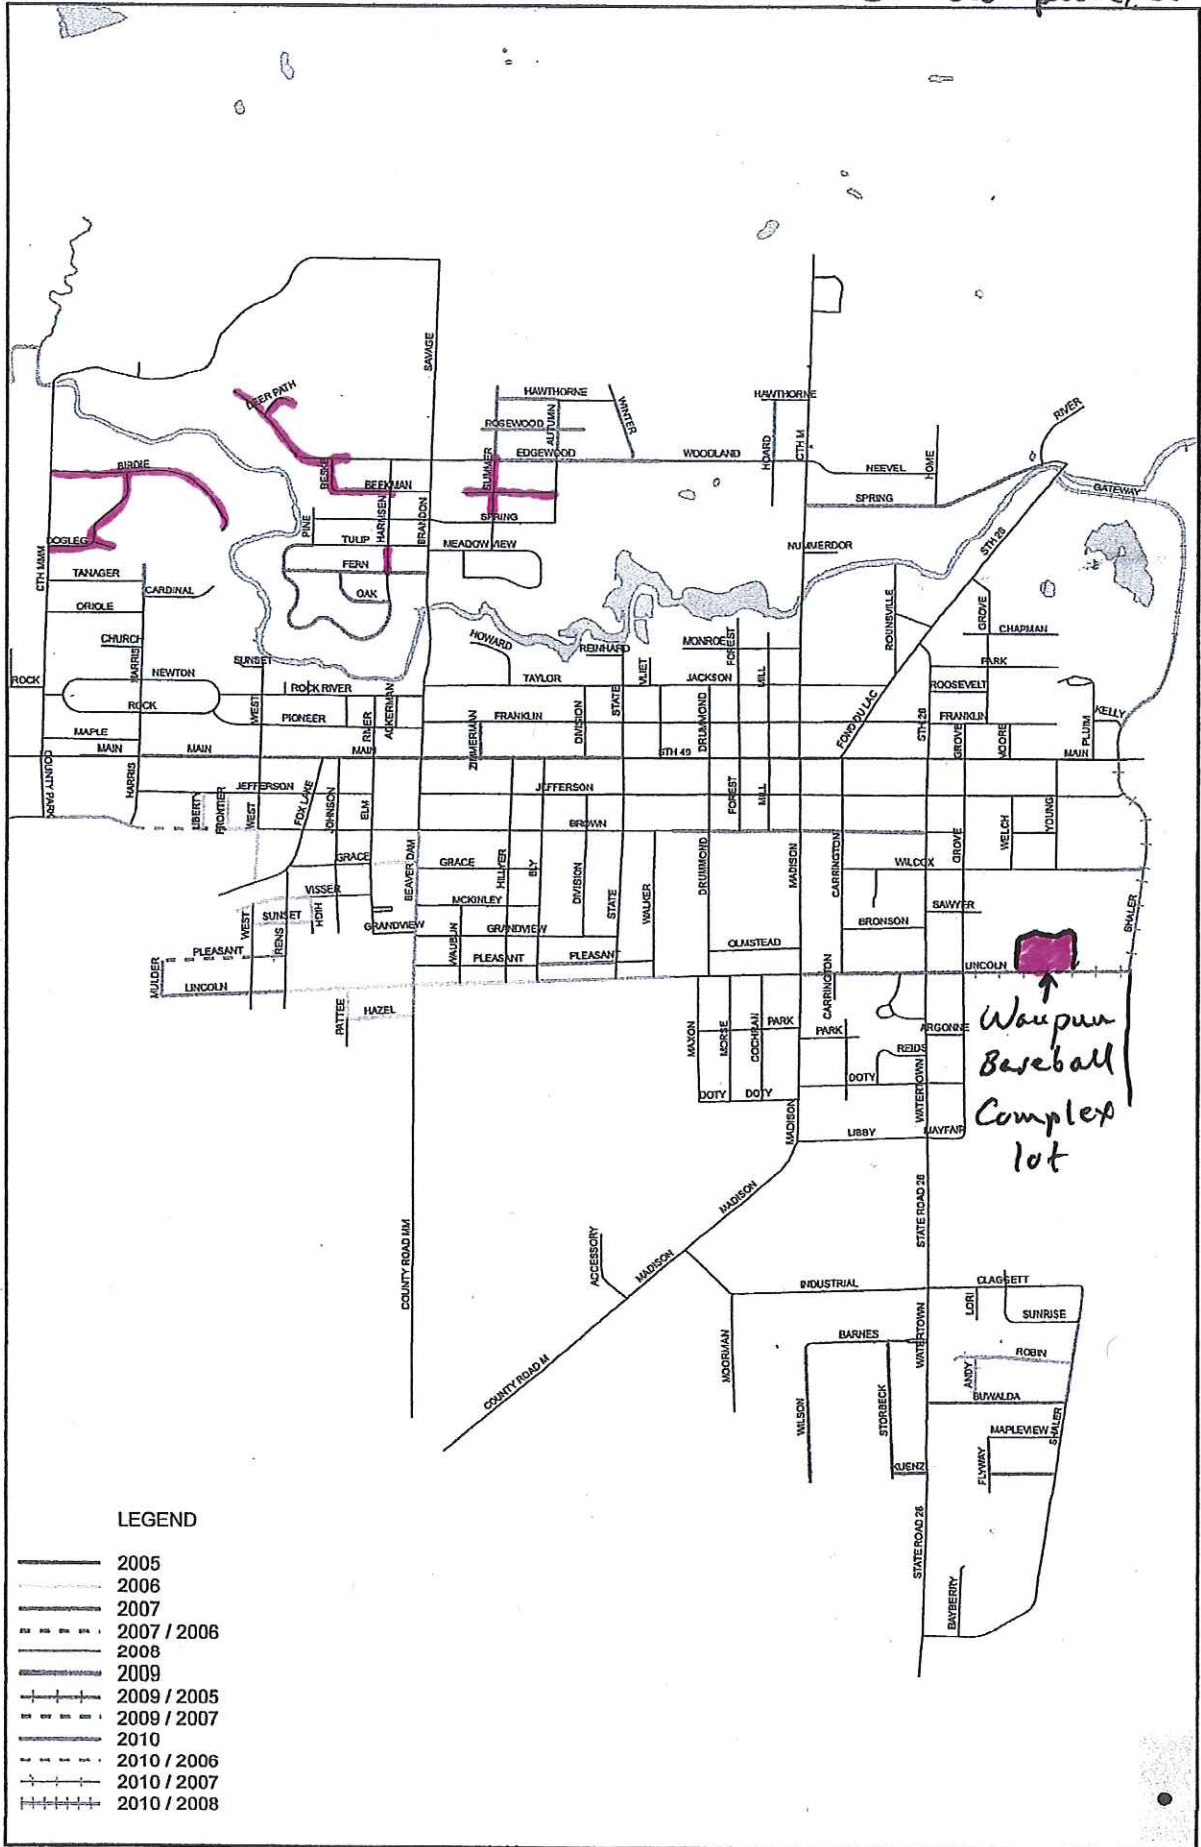 SAVAGE
DEER PATH
HAWTHORNE
WINTER
HAWTHORNE
ROSEWOOD
AUTUMN
RIVER
EDGEWOOD
WOODLAND
HOARD
CTH M
SUMMER
BIRDIE
BEEKMAN
NEEVEL
HOME
SPRING
GATEWAY
PINE
HARMSEN
BRANDON
SPRING
DOGLEG
TULIP
MEADOW VIEW
NUMMERDOR
STH 26
CTH MMM
TANAGER
FERN
CARDINAL
OAK
ORIOLE
ROUNSVILLE
GROVE
CHAPMAN
CHURCH
HARRIS
HOWARD
REINHARD
MONROE
FOREST
SUNSET
PARK
ROCK
NEWTON
ROCK RIVER
TAYLOR
VLIET
JACKSON
MILL
ROOSEVELT
ROCK
WEST
PIONEER
RIVER
ACKERMAN
ZIMMERMAN
FRANKLIN
DIVISION
STATE
DRUMMOND
FOND DU LAC
STH 26
FRANKLIN
GROVE
MOORE
PLUIM
KELLY
MAPLE
MAIN
MAIN
MAIN
STH 49
MAIN
COUNTY PARK
HARRIS
JEFFERSON
JEFFERSON
LIBERTY
FRONTIER
WEST
FOX LAKE
JOHNSON
ELM
FOREST
MILL
BROWN
WELCH
YOUNG
GRACE
BEAVER DAM
GRACE
HILLYER
BLY
DIVISION
DRUMMOND
MADISON
CARRINGTON
WILCOX
GROVE
VISSER
MCKINLEY
STATE
WALKER
SAWYER
SHALER
WEST
SUNSET
HIGH
RENS
GRANDVIEW
WAUBUN
GRANDVIEW
BRONSON
PLEASANT
PLEASANT
PLEASAN
OLMSTEAD
LINCOLN
MULDER
LINCOLN
CARRINGTON
PATTEE
HAZEL
MAXON
MORSE
COCHRAN
PARK
PARK
ARGONNE
Waupun
Baseball
Complex
lot
REIDS
DOTY
DOTY
DOTY
WATERTOWN
MADISON
LIBBY
MAYFAIR
MADISON
STATE ROAD 26
ACCESSORY
MADISON
COUNTY ROAD MM
INDUSTRIAL
CLAGGETT
LORI
SUNRISE
MOORMAN
BARNES
WATERTOWN
ROBIN
COUNTY ROAD M
ANDY
BUWALDA
WILSON
STORBECK
MAPLEVIEW
SHALER
KUENZ
FLYWAY
STATE ROAD 26
BAYBERRY
LEGEND
2005
2006
2007
2007 / 2006
2008
2009
2009 / 2005
2009 / 2007
2010
2010 / 2006
2010 / 2007
2010 / 2008